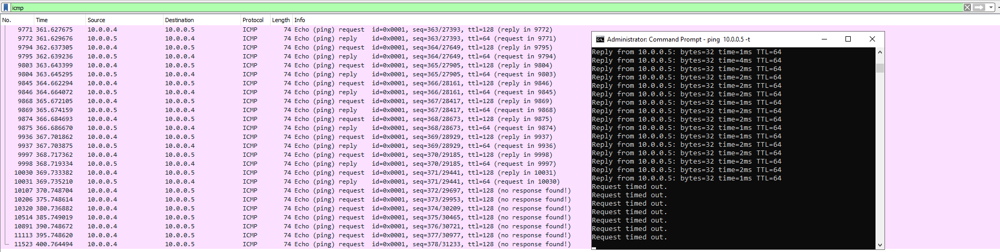 icmp
No. Time Source Destination Protocol Length Info
9771 361.627675 10.0.0.4 10.0.0.5 ICMP 74 Echo (ping) request id=0x0001, seq=363/27393, ttl=128 (reply in 9772)
9772 361.629676 10.0.0.5 10.0.0.4 ICMP 74 Echo (ping) reply id=0x0001, seq=363/27393, ttl=64 (request in 9771)
9794 362.637305 10.0.0.4 10.0.0.5 ICMP 74 Echo (ping) request id=0x0001, seq=364/27649, ttl=128 (reply in 9795)
9795 362.639236 10.0.0.5 10.0.0.4 ICMP 74 Echo (ping) reply id=0x0001, seq=364/27649, ttl=64 (request in 9794)
9803 363.643399 10.0.0.4 10.0.0.5 ICMP 74 Echo (ping) request id=0x0001, seq=365/27905, ttl=128 (reply in 9804)
9804 363.645295 10.0.0.5 10.0.0.4 ICMP 74 Echo (ping) reply id=0x0001, seq=365/27905, ttl=64 (request in 9803)
9845 364.662294 10.0.0.4 10.0.0.5 ICMP 74 Echo (ping) request id=0x0001, seq=366/28161, ttl=128 (reply in 9846)
9846 364.664072 10.0.0.5 10.0.0.4 ICMP 74 Echo (ping) reply id=0x0001, seq=366/28161, ttl=64 (request in 9845)
9868 365.672105 10.0.0.4 10.0.0.5 ICMP 74 Echo (ping) request id=0x0001, seq=367/28417, ttl=128 (reply in 9869)
9869 365.674159 10.0.0.5 10.0.0.4 ICMP 74 Echo (ping) reply id=0x0001, seq=367/28417, ttl=64 (request in 9868)
9874 366.684693 10.0.0.4 10.0.0.5 ICMP 74 Echo (ping) request id=0x0001, seq=368/28673, ttl=128 (reply in 9875)
9875 366.686670 10.0.0.5 10.0.0.4 ICMP 74 Echo (ping) reply id=0x0001, seq=368/28673, ttl=64 (request in 9874)
9936 367.701862 10.0.0.4 10.0.0.5 ICMP 74 Echo (ping) request id=0x0001, seq=369/28929, ttl=128 (reply in 9937)
9937 367.703875 10.0.0.5 10.0.0.4 ICMP 74 Echo (ping) reply id=0x0001, seq=369/28929, ttl=64 (request in 9936)
9997 368.717362 10.0.0.4 10.0.0.5 ICMP 74 Echo (ping) request id=0x0001, seq=370/29185, ttl=128 (reply in 9998)
9998 368.719334 10.0.0.5 10.0.0.4 ICMP 74 Echo (ping) reply id=0x0001, seq=370/29185, ttl=64 (request in 9997)
10030 369.733382 10.0.0.4 10.0.0.5 ICMP 74 Echo (ping) request id=0x0001, seq=371/29441, ttl=128 (reply in 10031)
10031 369.735210 10.0.0.5 10.0.0.4 ICMP 74 Echo (ping) reply id=0x0001, seq=371/29441, ttl=64 (request in 10030)
10107 370.748704 10.0.0.4 10.0.0.5 ICMP 74 Echo (ping) request id=0x0001, seq=372/29697, ttl=128 (no response found!)
10206 375.748614 10.0.0.4 10.0.0.5 ICMP 74 Echo (ping) request id=0x0001, seq=373/29953, ttl=128 (no response found!)
10320 380.736882 10.0.0.4 10.0.0.5 ICMP 74 Echo (ping) request id=0x0001, seq=374/30209, ttl=128 (no response found!)
10514 385.749019 10.0.0.4 10.0.0.5 ICMP 74 Echo (ping) request id=0x0001, seq=375/30465, ttl=128 (no response found!)
10891 390.748672 10.0.0.4 10.0.0.5 ICMP 74 Echo (ping) request id=0x0001, seq=376/30721, ttl=128 (no response found!)
11113 395.748620 10.0.0.4 10.0.0.5 ICMP 74 Echo (ping) request id=0x0001, seq=377/30977, ttl=128 (no response found!)
11523 400.764494 10.0.0.4 10.0.0.5 ICMP 74 Echo (ping) request id=0x0001, seq=378/31233, ttl=128 (no response found!)
Administrator: Command Prompt - ping 10.0.0.5 -t
Reply from 10.0.0.5: bytes=32 time=1ms TTL=64
Reply from 10.0.0.5: bytes=32 time=4ms TTL=64
Reply from 10.0.0.5: bytes=32 time=2ms TTL=64
Reply from 10.0.0.5: bytes=32 time=2ms TTL=64
Reply from 10.0.0.5: bytes=32 time=2ms TTL=64
Reply from 10.0.0.5: bytes=32 time=2ms TTL=64
Reply from 10.0.0.5: bytes=32 time=1ms TTL=64
Reply from 10.0.0.5: bytes=32 time=2ms TTL=64
Reply from 10.0.0.5: bytes=32 time=2ms TTL=64
Reply from 10.0.0.5: bytes=32 time=1ms TTL=64
Reply from 10.0.0.5: bytes=32 time=1ms TTL=64
Reply from 10.0.0.5: bytes=32 time=2ms TTL=64
Reply from 10.0.0.5: bytes=32 time=2ms TTL=64
Reply from 10.0.0.5: bytes=32 time=2ms TTL=64
Reply from 10.0.0.5: bytes=32 time=2ms TTL=64
Reply from 10.0.0.5: bytes=32 time=1ms TTL=64
Request timed out.
Request timed out.
Request timed out.
Request timed out.
Request timed out.
Request timed out.
Request timed out.